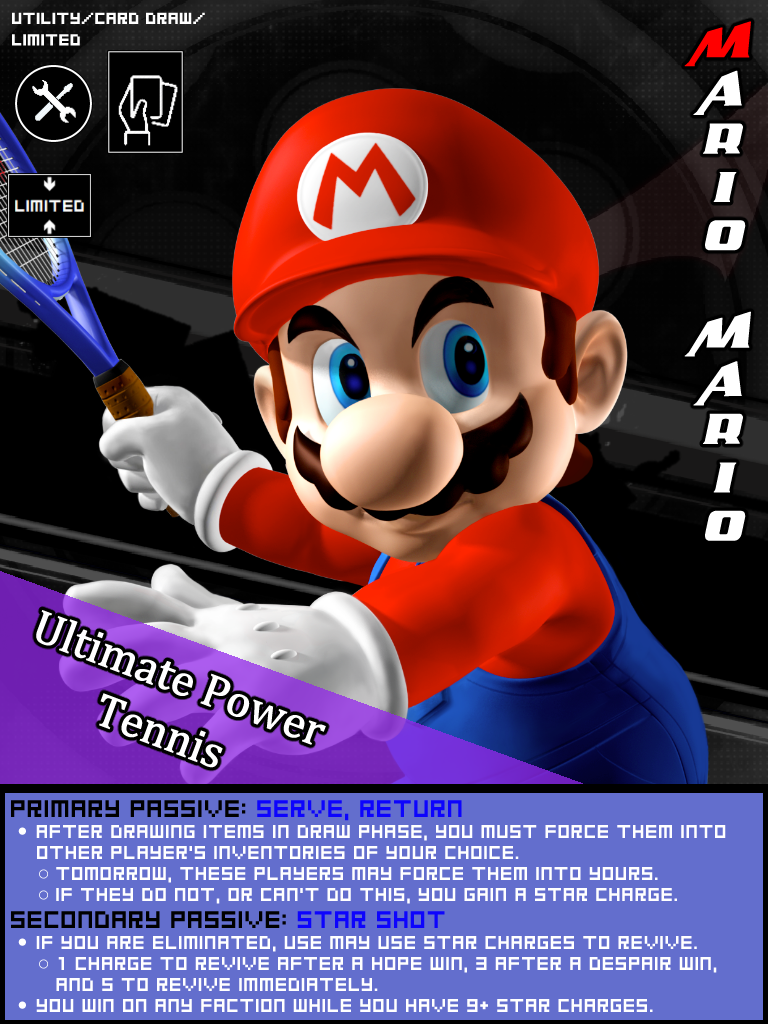 UTILITY/CARD DRAW/
LIMITED
LIMITED
M
MARIO MARIO
Ultimate Power
Tennis
PRIMARY PASSIVE: SERVE, RETURN
• AFTER DRAWING ITEMS IN DRAW PHASE, YOU MUST FORCE THEM INTO
OTHER PLAYER'S INVENTORIES OF YOUR CHOICE.
○ TOMORROW, THESE PLAYERS MAY FORCE THEM INTO YOURS.
○ IF THEY DO NOT, OR CAN'T DO THIS, YOU GAIN A STAR CHARGE.
SECONDARY PASSIVE: STAR SHOT
• IF YOU ARE ELIMINATED, USE MAY USE STAR CHARGES TO REVIVE.
○ 1 CHARGE TO REVIVE AFTER A HOPE WIN, 3 AFTER A DESPAIR WIN,
AND 5 TO REVIVE IMMEDIATELY.
• YOU WIN ON ANY FACTION WHILE YOU HAVE 9+ STAR CHARGES.